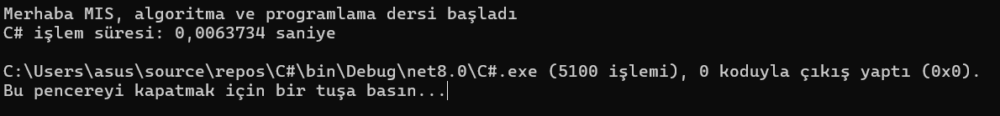 Merhaba MIS, algoritma ve programlama dersi başladı
C# işlem süresi: 0,0063734 saniye
C:\Users\asus\source\repos\C#\bin\Debug\net8.0\C#.exe (5100 işlemi), 0 koduyla çıkış yaptı (0x0).
Bu pencereyi kapatmak için bir tuşa basın...